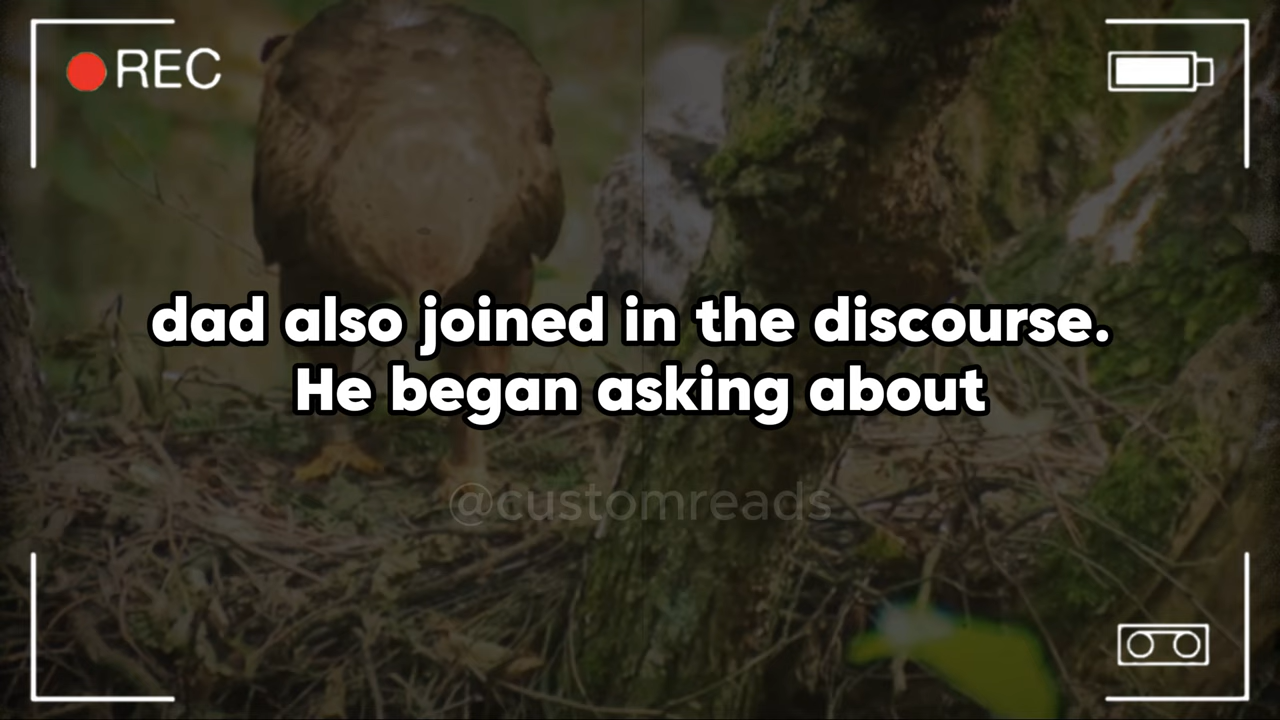 REC
dad also joined in the discourse.
He began asking about
@customreads